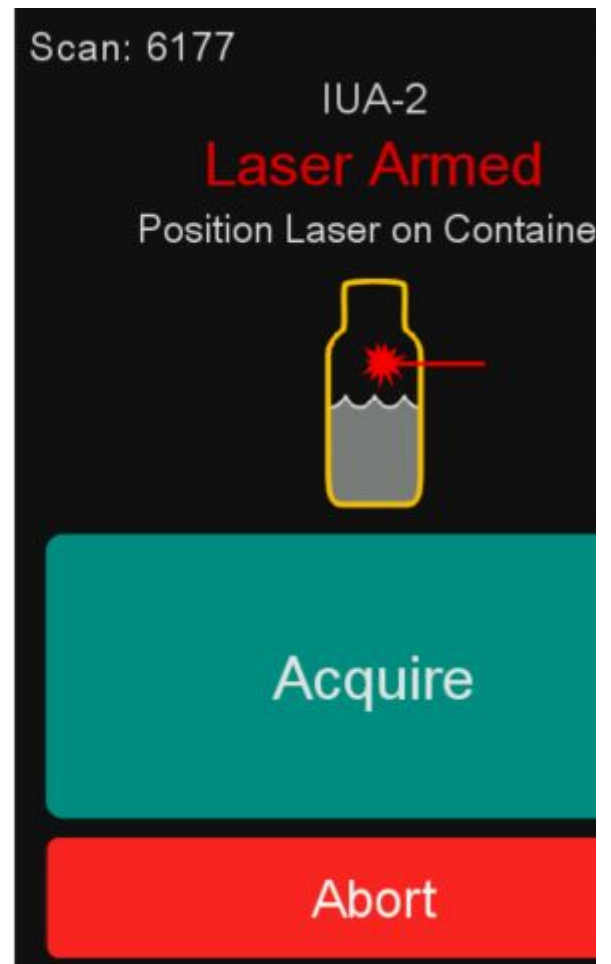 Scan: 6177
IUA-2
Laser Armed
Position Laser on Containe
Acquire
Abort